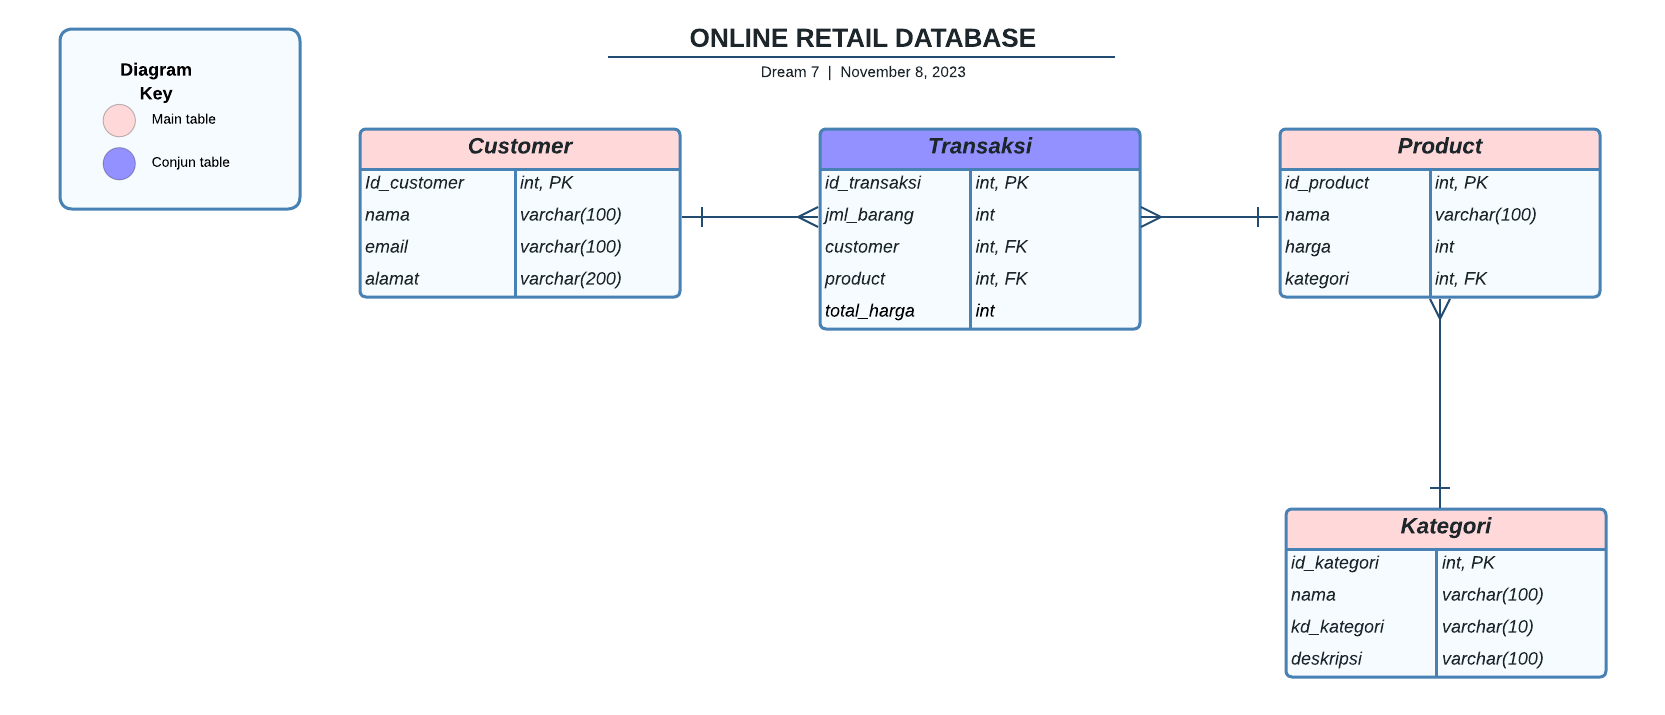 ONLINE RETAIL DATABASE
Dream 7 | November 8, 2023
Diagram
Key
Main table
Conjun table
Customer
Id_customer int, PK
nama varchar(100)
email varchar(100)
alamat varchar(200)
Transaksi
id_transaksi int, PK
jml_barang int
customer int, FK
product int, FK
total_harga int
Product
id_product int, PK
nama varchar(100)
harga int
kategori int, FK
Kategori
id_kategori int, PK
nama varchar(100)
kd_kategori varchar(10)
deskripsi varchar(100)